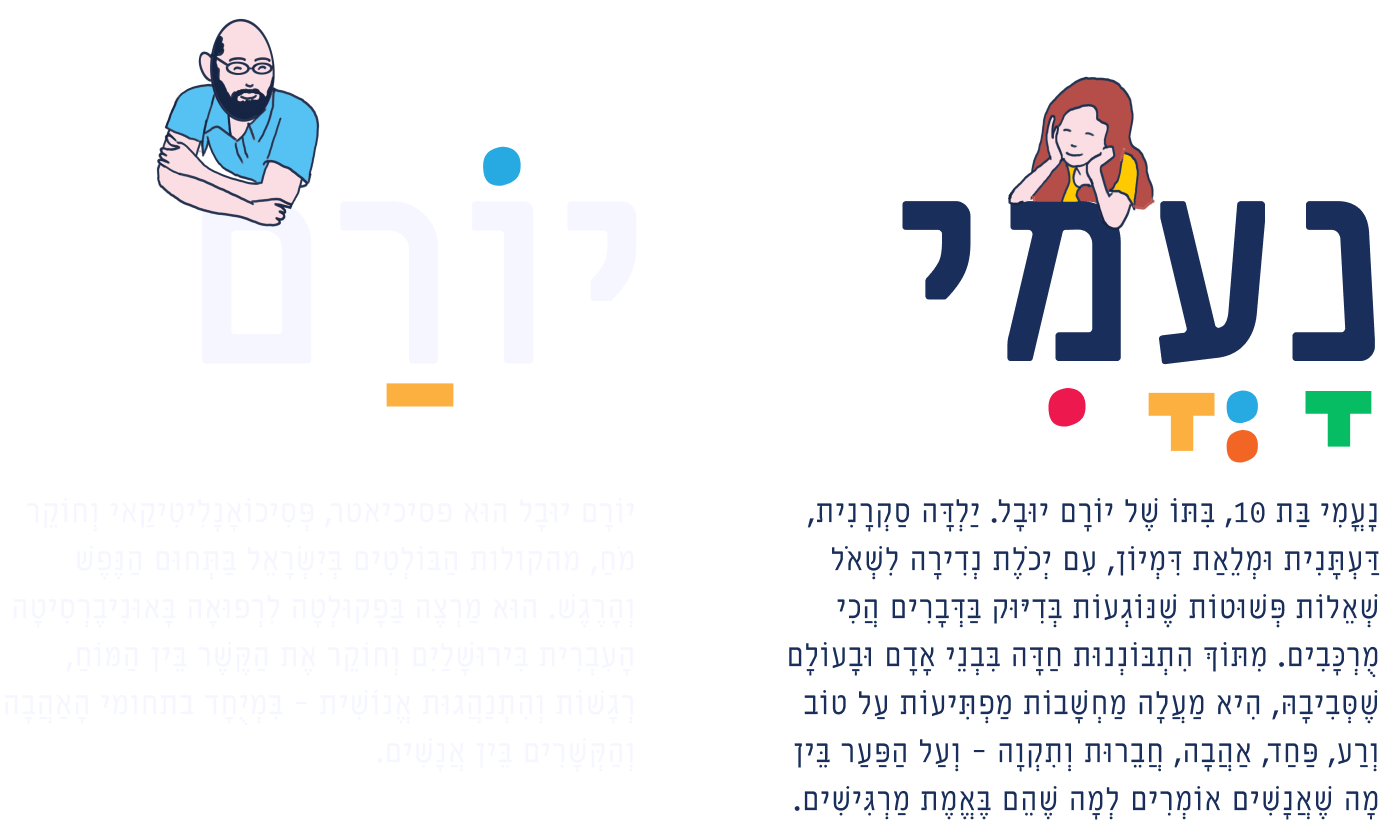 נָעֳמִי
נָעֳמִי בַּת 10, בִּתּוֹ שֶׁל יוֹרָם יוּבָל. יַלְדָּה סַקְרָנִית,
דַּעְתָּנִית וּמְלֵאַת דִּמְיוֹן, עִם יְכֹלֶת נְדִירָה לִשְׁאֹל
שְׁאֵלוֹת פְּשׁוּטוֹת שֶׁנּוֹגְעוֹת בְּדִיּוּק בַּדְּבָרִים הֲכִי
מֻרְכָּבִים. מִתּוֹךְ הִתְבּוֹנְנוּת חַדָּה בִּבְנֵי אָדָם וּבָעוֹלָם
שֶׁסְּבִיבָהּ, הִיא מַעֲלָה מַחְשָׁבוֹת מַפְתִּיעוֹת עַל טוֹב
וְרַע, פַּחַד, אַהֲבָה, חֲבֵרוּת וְתִקְוָה - וְעַל הַפַּעַר בֵּין
מָה שֶׁאֲנָשִׁים אוֹמְרִים לְמָה שֶׁהֵם בֶּאֱמֶת מַרְגִּישִׁים.
יוֹרַם
יוֹרָם יוּבָל הוּא פסיכיאטר, פְּסִיכוֹאָנָלִיטִיקַאי וְחוֹקֵר
מֹחַ, מהקולות הַבּוֹלְטִים בְּיִשְׂרָאֵל בַּתְּחוּם הַנֶּפֶשׁ
וְהָרֶגֶשׁ. הוּא מַרְצֶה בַּפָקוּלְטָה לִרְפוּאָה בָּאוּנִיבֶרְסִיטָה
הָעִבְרִית בִּירוּשָׁלַיִם וְחוֹקֵר אֶת הַקֶּשֶׁר בֵּין הַמּוֹחַ,
רְגָשׁוֹת וְהִתְנַהֲגוּת אֱנוֹשִׁית - בִּמְיֻחָד בתחומי הָאַהֲבָה
וְהַקְּשָׁרִים בֵּין אֲנָשִׁים.